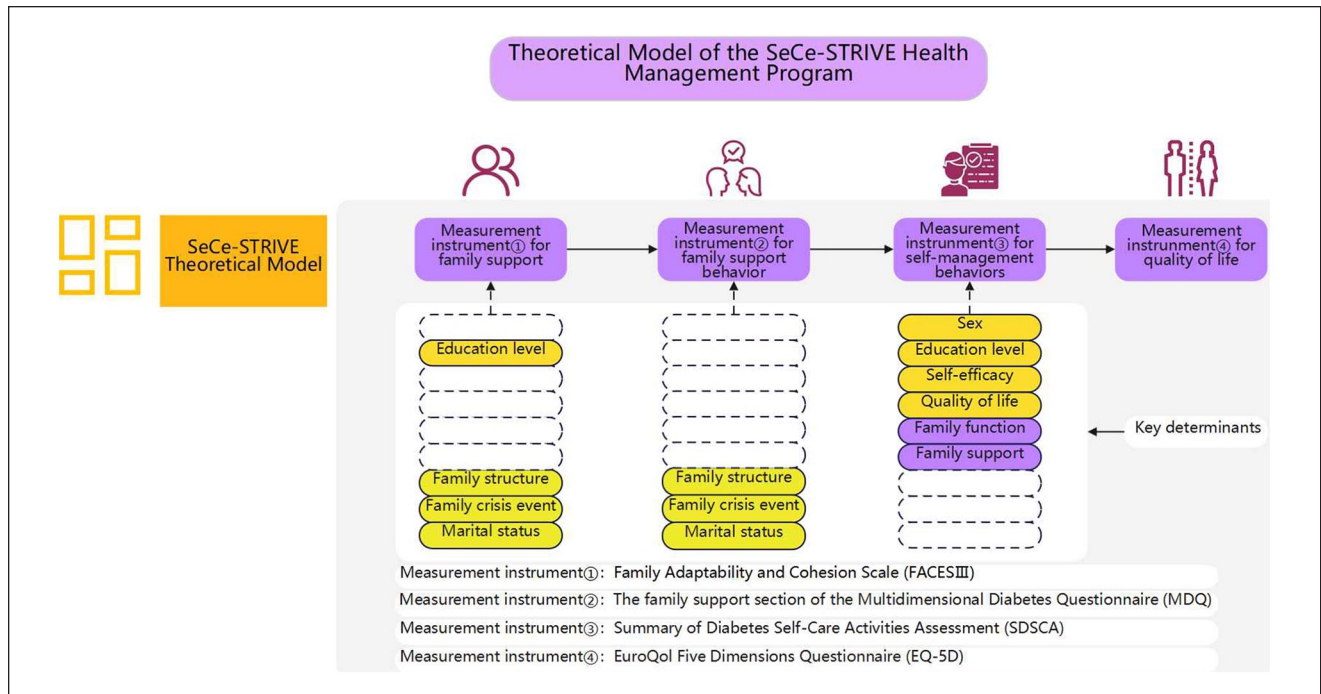 Theoretical Model of the SeCe-STRIVE Health
Management Program
SeCe-STRIVE
Theoretical Model
Measurement
instrument① for
family support
Measurement
instrument② for
family support
behavior
Measurement
instrunment③ for
self-management
behaviors
Measurement
instrunment④ for
quality of life
Education level
Family structure
Family crisis event
Marital status
Family structure
Family crisis event
Marital status
Sex
Education level
Self-efficacy
Quality of life
Family function
Family support
Key determinants
Measurement instrument①: Family Adaptability and Cohesion Scale (FACESⅢ)
Measurement instrument②: The family support section of the Multidimensional Diabetes Questionnaire (MDQ)
Measurement instrument③: Summary of Diabetes Self-Care Activities Assessment (SDSCA)
Measurement instrument④: EuroQol Five Dimensions Questionnaire (EQ-5D)